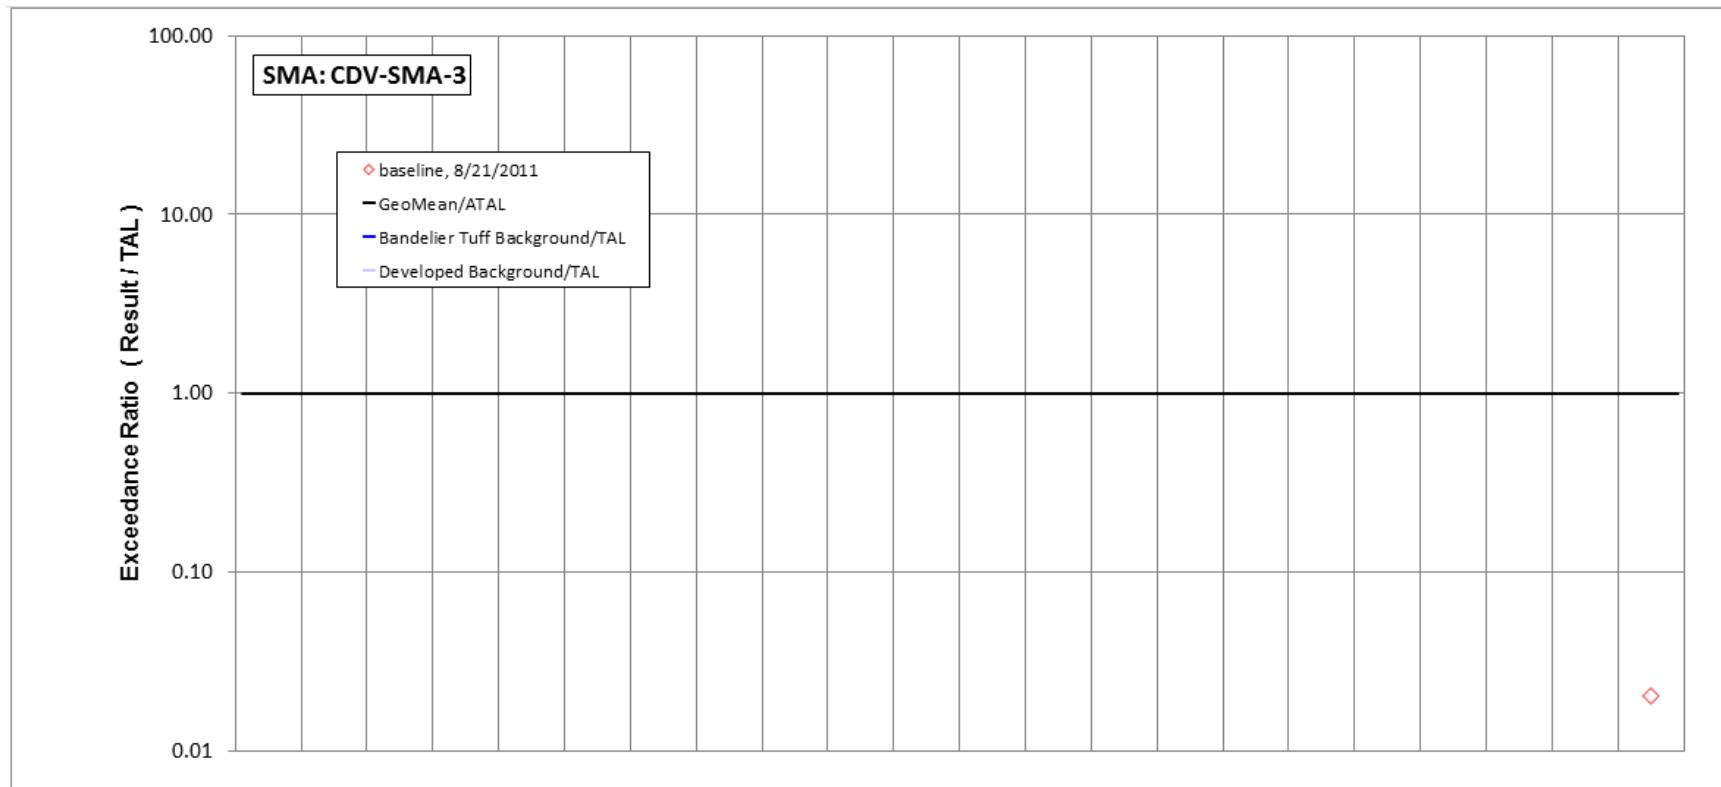 100.00
SMA: CDV-SMA-3
baseline, 8/21/2011
GeoMean/ATAL
Bandelier Tuff Background/TAL
Developed Background/TAL
10.00
1.00
0.10
0.01
Exceedance Ratio ( Result / TAL )